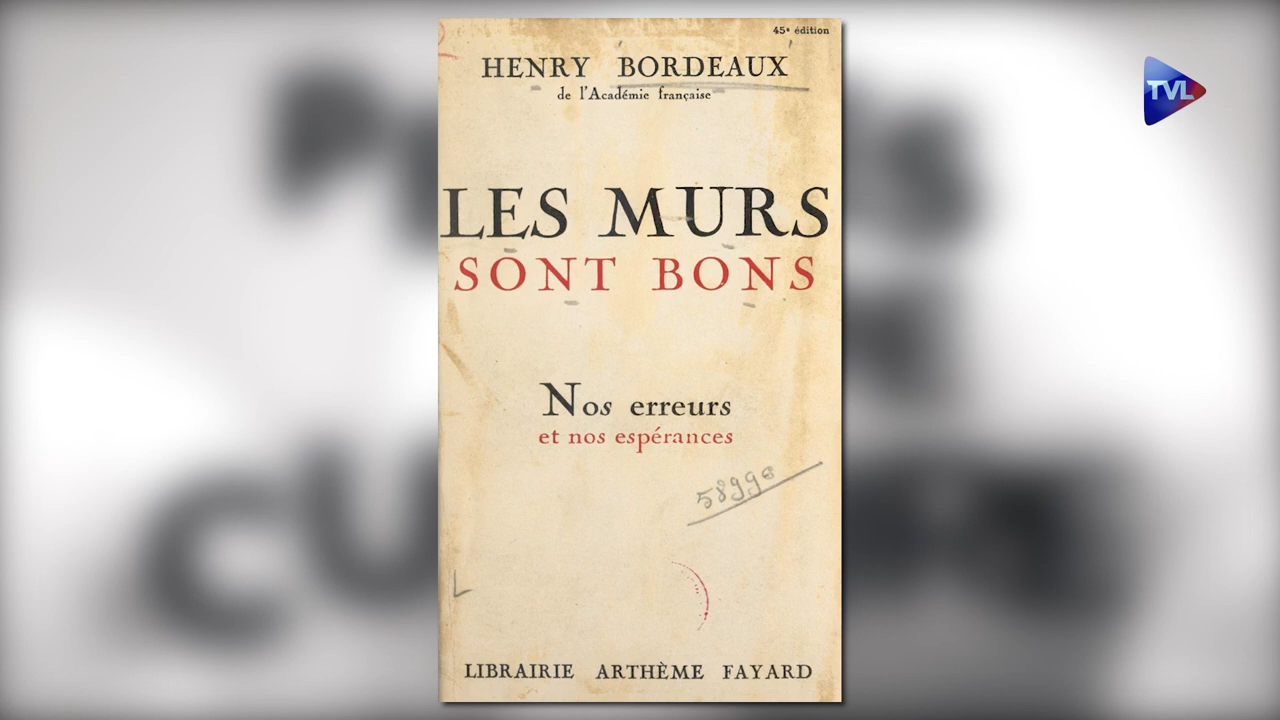 45e édition
TVL
HENRY BORDEAUX
de l'Académie française
LES MURS
SONT BONS
Nos erreurs
et nos espérances
LIBRAIRIE ARTHÈME FAYARD